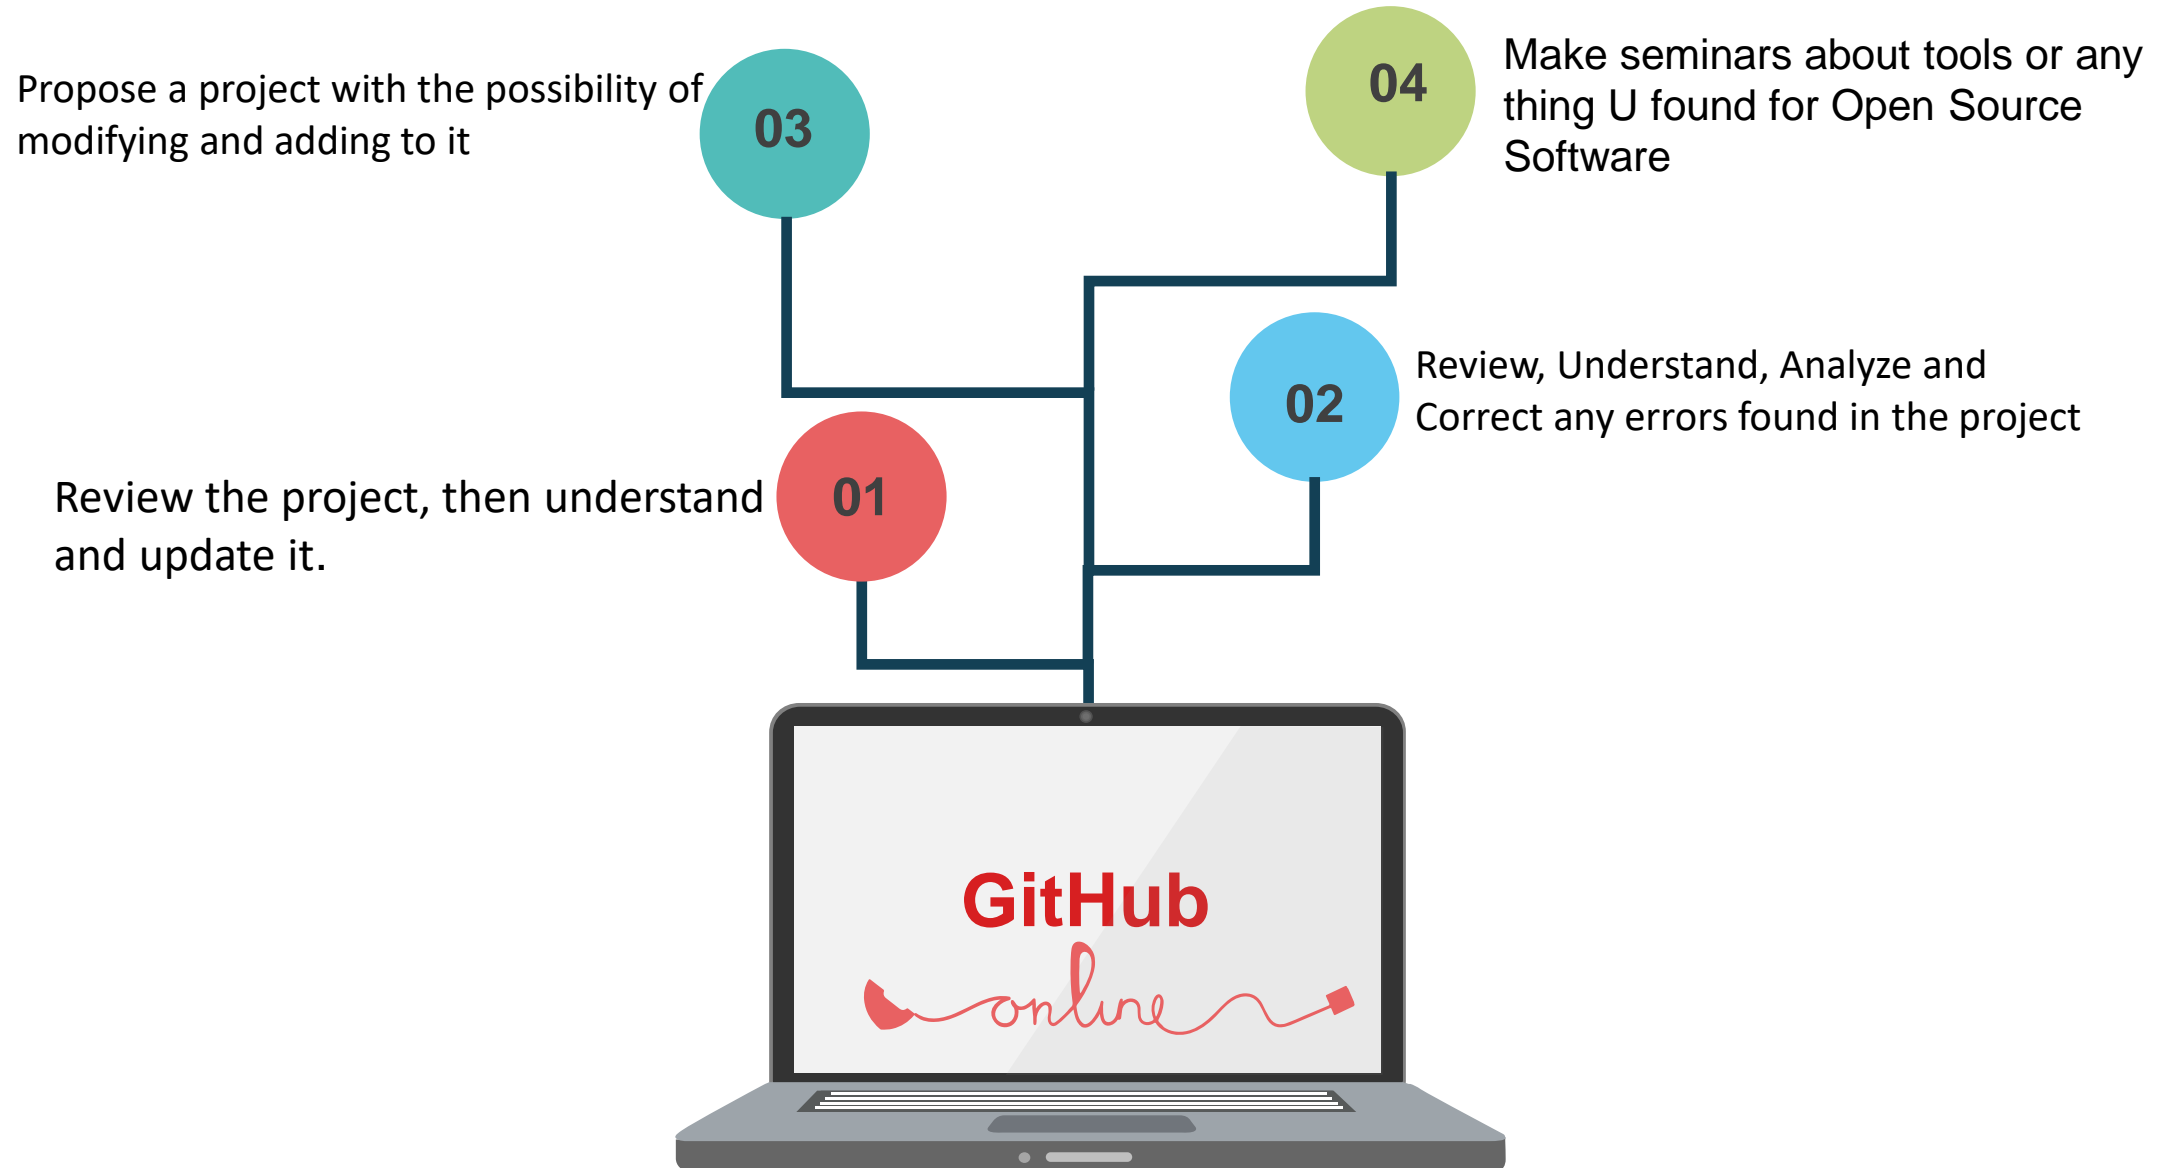 Propose a project with the possibility of
modifying and adding to it
03
04
Make seminars about tools or any
thing U found for Open Source
Software
02
Review, Understand, Analyze and
Correct any errors found in the project
Review the project, then understand
and update it.
01
GitHub
online